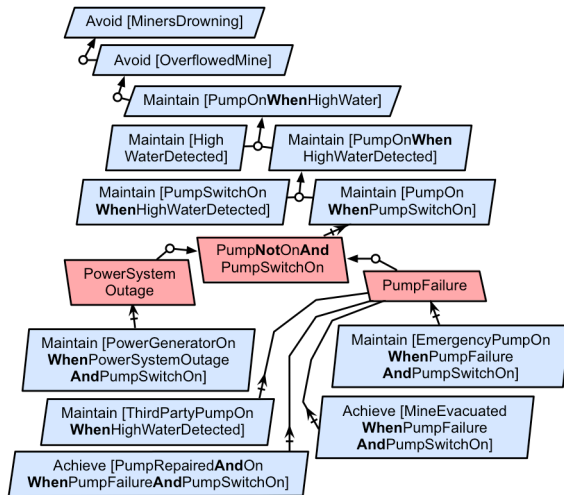 Avoid [MinersDrowning]
Avoid [OverflowedMine]
Maintain [PumpOnWhenHighWater]
Maintain [High
WaterDetected]
Maintain [PumpOnWhen
HighWaterDetected]
Maintain [PumpSwitchOn
WhenHighWaterDetected]
Maintain [PumpOn
WhenPumpSwitchOn]
PumpNotOnAnd
PumpSwitchOn
PowerSystem
Outage
PumpFailure
Maintain [PowerGeneratorOn
WhenPowerSystemOutage
AndPumpSwitchOn]
Maintain [EmergencyPumpOn
WhenPumpFailure
AndPumpSwitchOn]
Maintain [ThirdPartyPumpOn
WhenHighWaterDetected]
Achieve [MineEvacuated
WhenPumpFailure
AndPumpSwitchOn]
Achieve [PumpRepairedAndOn
WhenPumpFailureAndPumpSwitchOn]